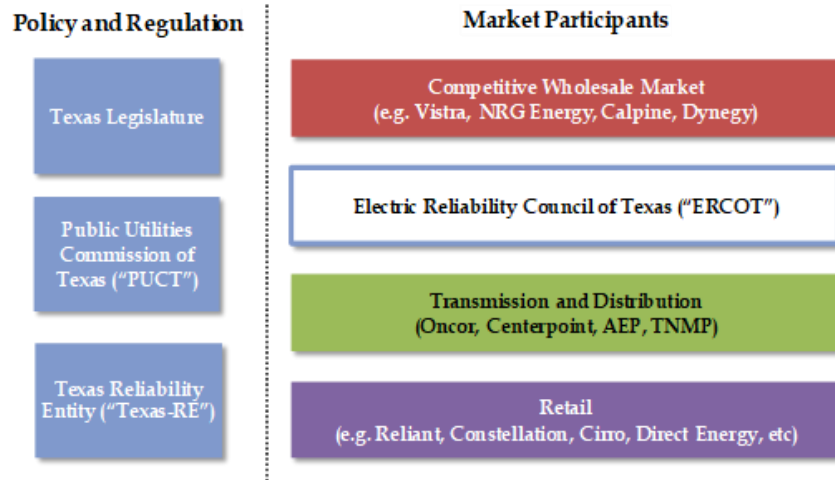 Policy and Regulation
Texas Legislature
Public Utilities
Commission of
Texas (“PUCT”)
Texas Reliability
Entity (“Texas-RE”)
Market Participants
Competitive Wholesale Market
(e.g. Vistra, NRG Energy, Calpine, Dynegy)
Electric Reliability Council of Texas (“ERCOT”)
Transmission and Distribution
(Oncor, Centerpoint, AEP, TNMP)
Retail
(e.g. Reliant, Constellation, Cirro, Direct Energy, etc)